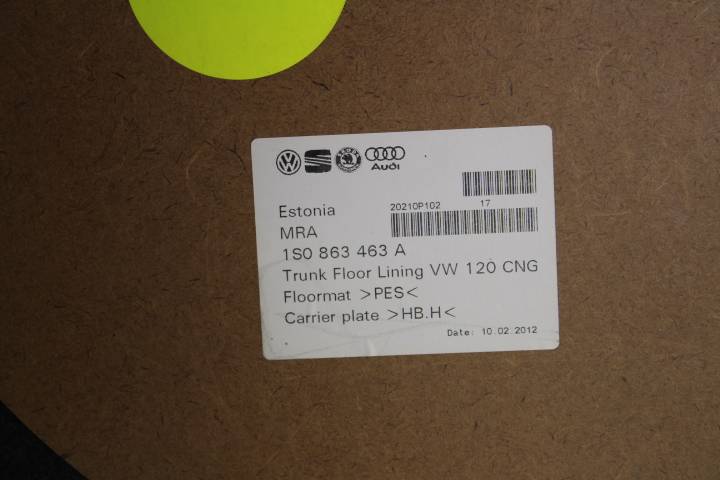 Audi
Estonia
20210P102 17
MRA
1S0 863 463 A
Trunk Floor Lining VW 120 CNG
Floormat >PES<
Carrier plate >HB.H<
Date: 10.02.2012